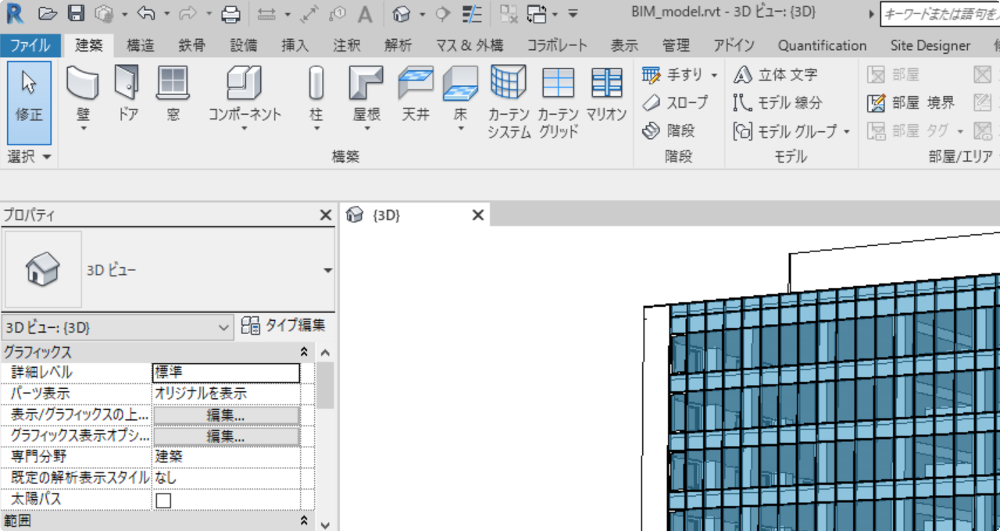 BIM_model.rvt - 3D ビュー: {3D}
キーワードまたは語句を
ファイル 建築 構造 鉄骨 設備 挿入 注釈 解析 マス & 外構 コラボレート 表示 管理 アドイン Quantification Site Designer
修正 壁 ドア 窓 コンポーネント 柱 屋根 天井 床 カーテン システム カーテン グリッド マリオン
手すり 立体 文字 部屋
スロープ モデル 線分 部屋 境界
階段 モデル グループ 部屋 タグ
選択 構築 階段 モデル 部屋/エリア
プロパティ
{3D}
3D ビュー
3D ビュー: {3D} タイプ編集
グラフィックス
詳細レベル 標準
パーツ表示 オリジナルを表示
表示/グラフィックスの上... 編集...
グラフィックス表示オプシ... 編集...
専門分野 建築
既定の解析表示スタイル なし
太陽パス
範囲